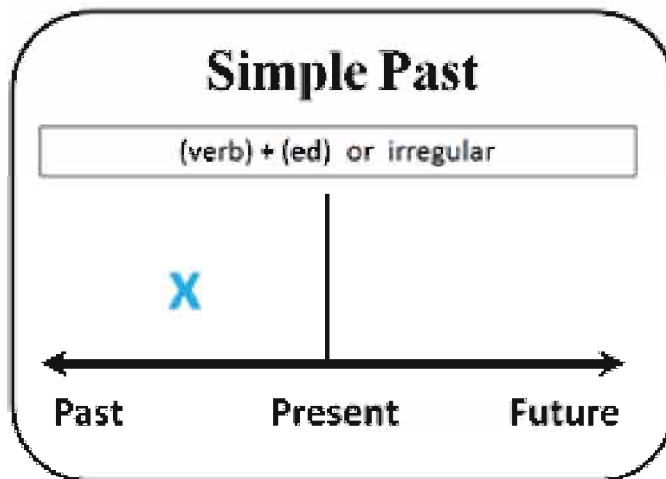 Simple Past
(verb) + (ed) or irregular
X
Past Present Future